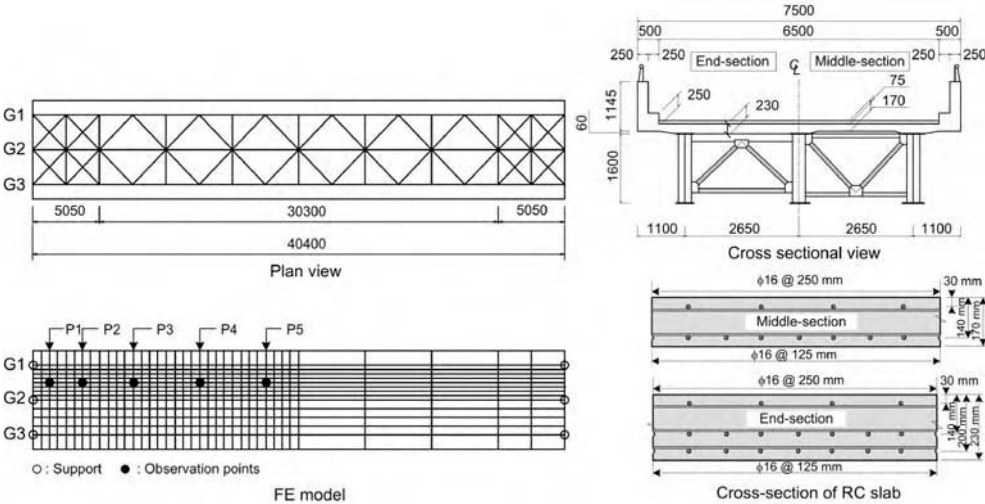 G1
G2
G3
5050
30300
5050
40400
Plan view
7500
500
6500
500
250
250
End-section
CL
Middle-section
250
250
250
230
75
170
1145
60
1600
1100
2650
2650
1100
Cross sectional view
P1
P2
P3
P4
P5
G1
G2
G3
○ : Support
● : Observation points
FE model
ϕ16 @ 250 mm
30 mm
Middle-section
140 mm
170 mm
ϕ16 @ 125 mm
ϕ16 @ 250 mm
30 mm
End-section
140 mm
200 mm
230 mm
ϕ16 @ 125 mm
Cross-section of RC slab